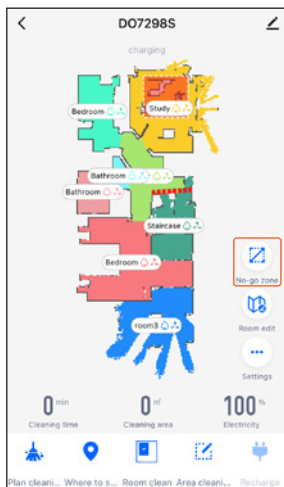 DO7298S
charging
Bedroom
Study
Bathroom
Bathroom
Staircase
Bedroom
room3
No-go zone
Room edit
Settings
0 min
0 ㎡
100 %
Cleaning time
Cleaning area
Electricity
Plan cleani...
Where to s...
Room clean
Area cleani...
Recharge